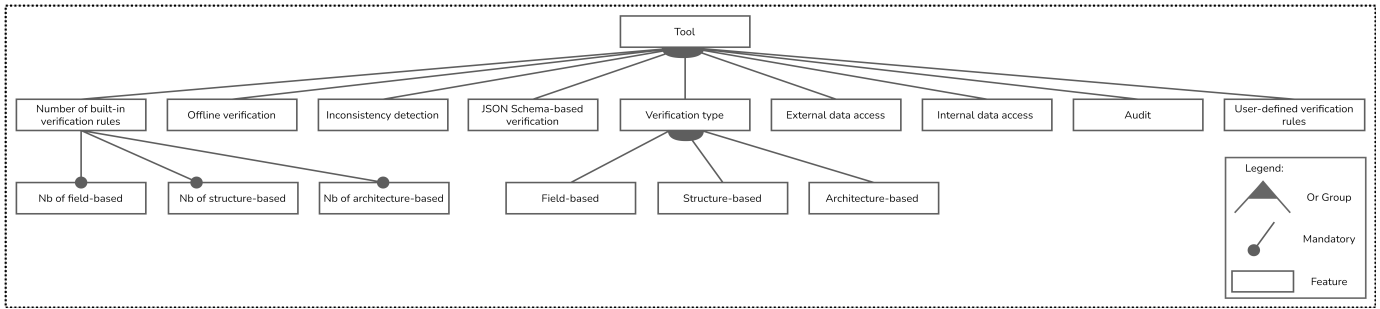 Tool
Number of built-in
verification rules
Offline verification
Inconsistency detection
JSON Schema-based
verification
Verification type
External data access
Internal data access
Audit
User-defined verification
rules
Nb of field-based
Nb of structure-based
Nb of architecture-based
Field-based
Structure-based
Architecture-based
Legend:
Or Group
Mandatory
Feature